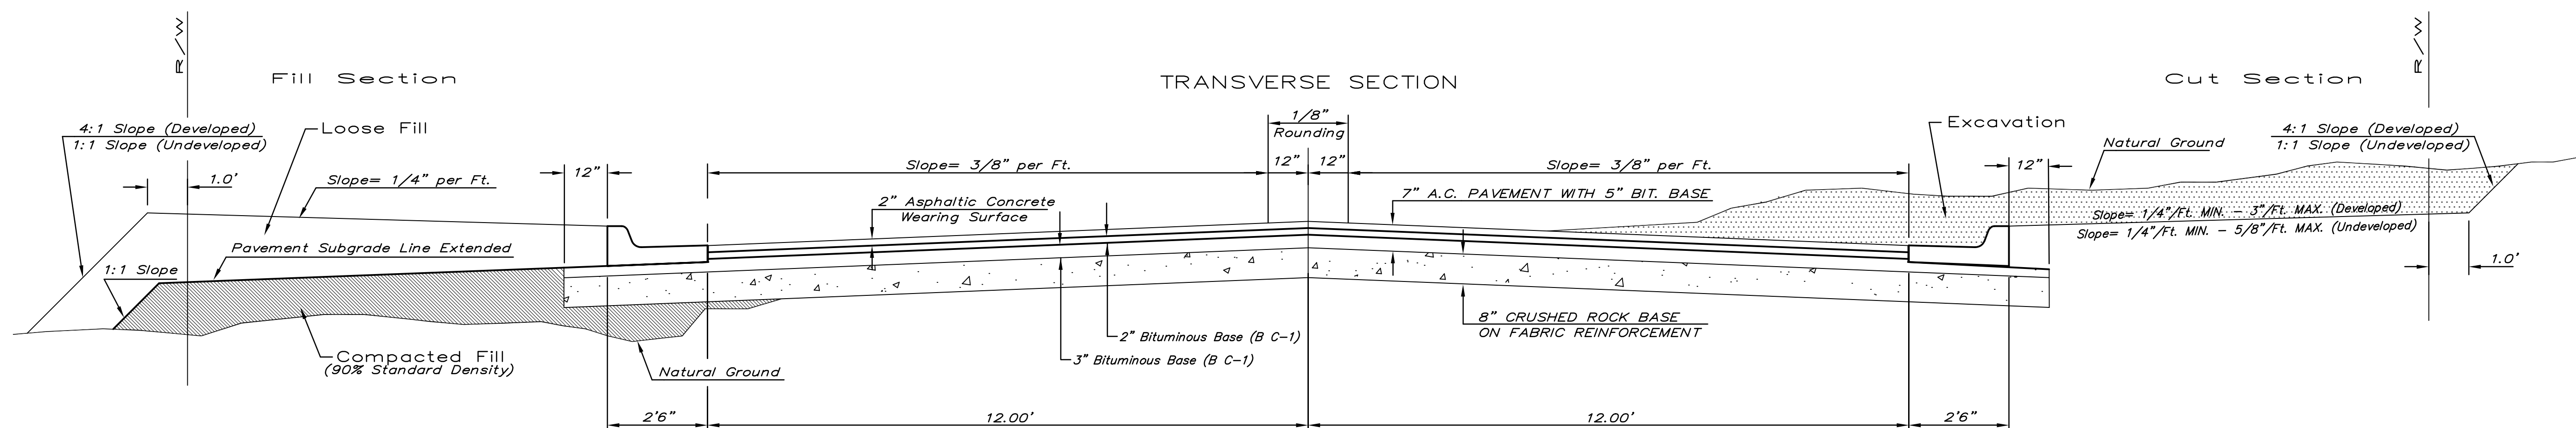 R/W
Fill Section
TRANSVERSE SECTION
Cut Section
R/W
4:1 Slope (Developed)
1:1 Slope (Undeveloped)
Loose Fill
1/8"
Rounding
Excavation
Natural Ground
4:1 Slope (Developed)
1:1 Slope (Undeveloped)
1.0'
Slope= 1/4" per Ft.
12"
Slope= 3/8" per Ft.
12"
12"
Slope= 3/8" per Ft.
12"
2" Asphaltic Concrete
Wearing Surface
7" A.C. PAVEMENT WITH 5" BIT. BASE
Slope= 1/4"/Ft. MIN. - 3"/Ft. MAX. (Developed)
Slope= 1/4"/Ft. MIN. - 5/8"/Ft. MAX. (Undeveloped)
Pavement Subgrade Line Extended
1:1 Slope
1.0'
8" CRUSHED ROCK BASE
ON FABRIC REINFORCEMENT
2" Bituminous Base (B C-1)
3" Bituminous Base (B C-1)
Compacted Fill
(90% Standard Density)
Natural Ground
2'6"
12.00'
12.00'
2'6"